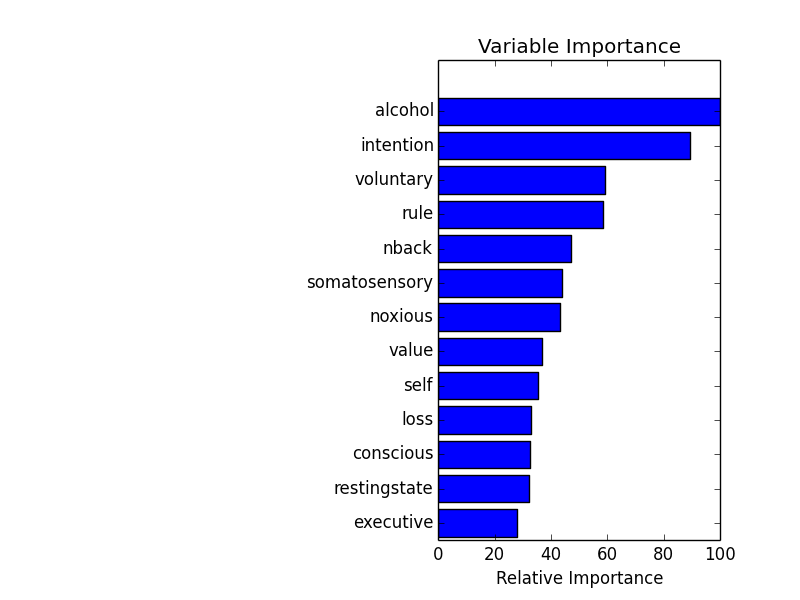 Variable Importance
alcohol
intention
voluntary
rule
nback
somatosensory
noxious
value
self
loss
conscious
restingstate
executive
0 20 40 60 80 100
Relative Importance